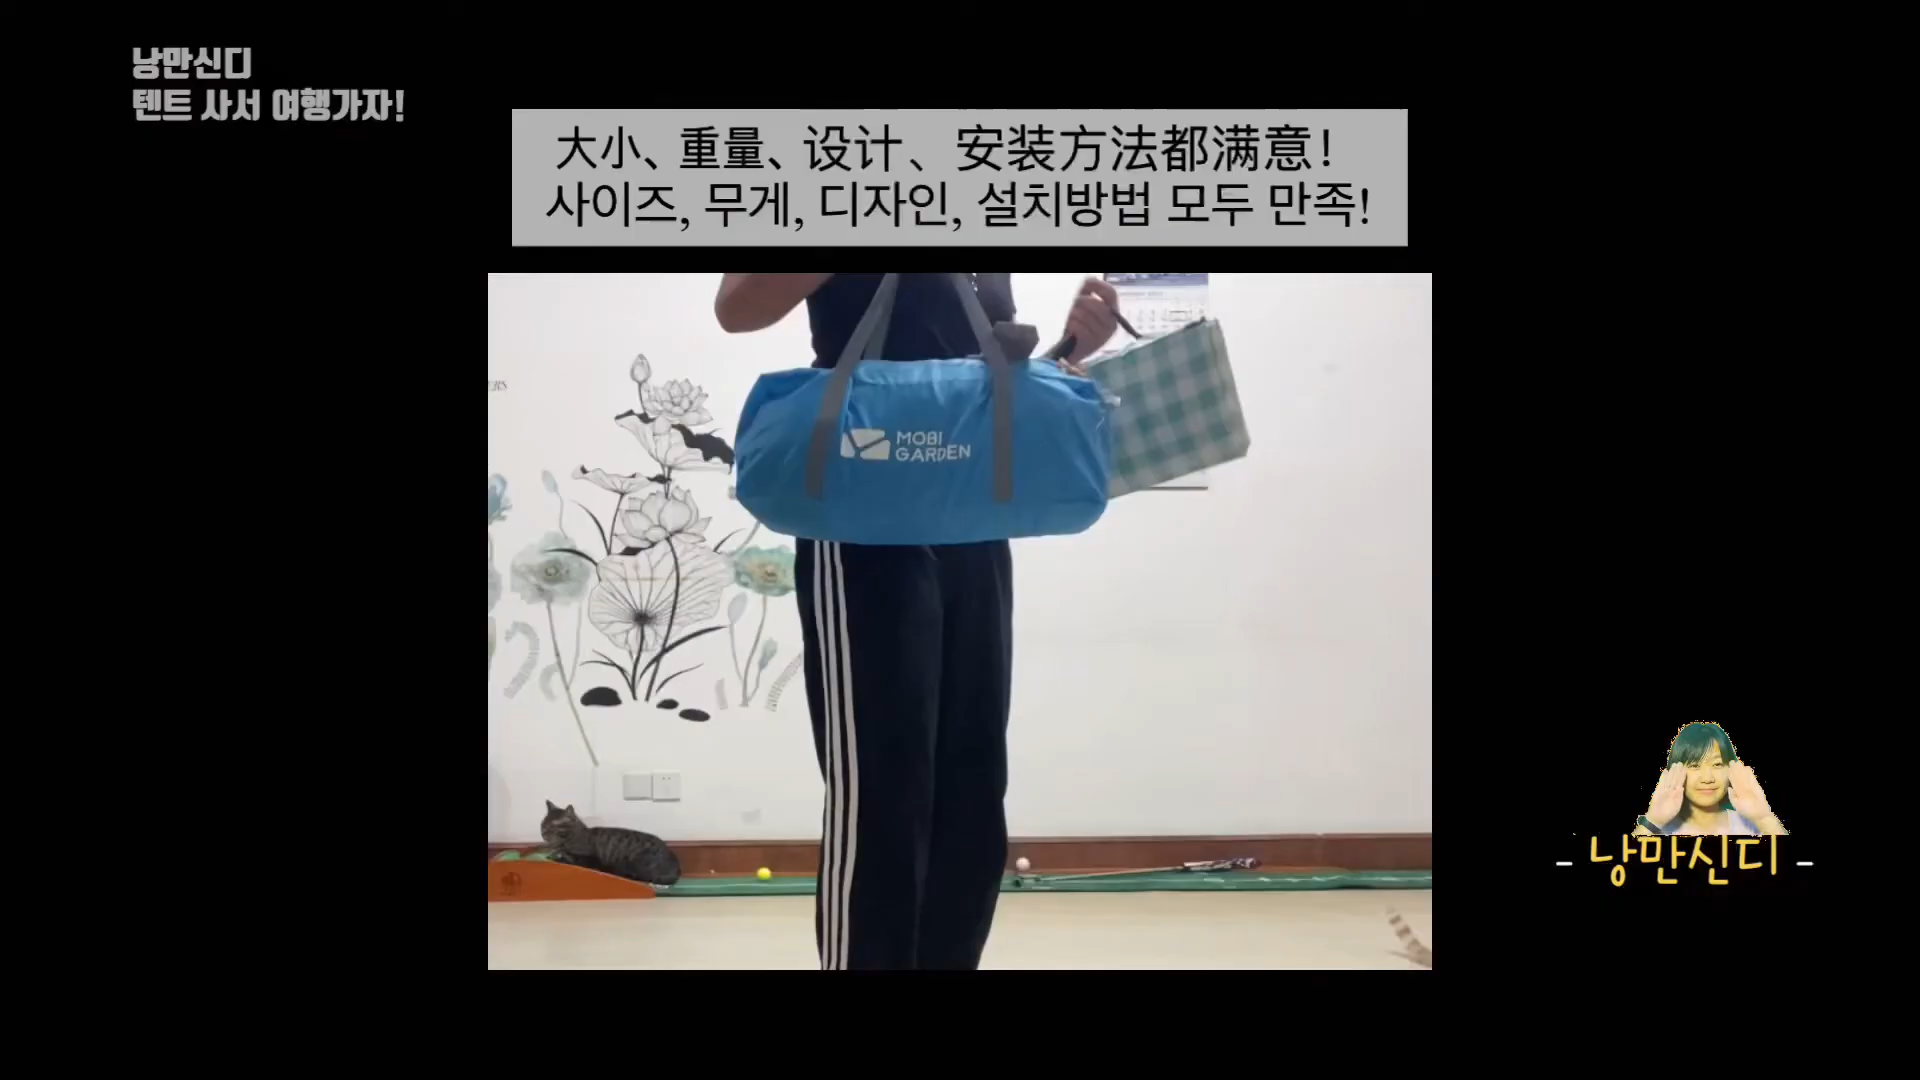 낭만신디
텐트 사서 여행가자!
大小、重量、设计、安装方法都满意！
사이즈, 무게, 디자인, 설치방법 모두 만족!
ERS
MOBI
GARDEN
- 낭만신디 -